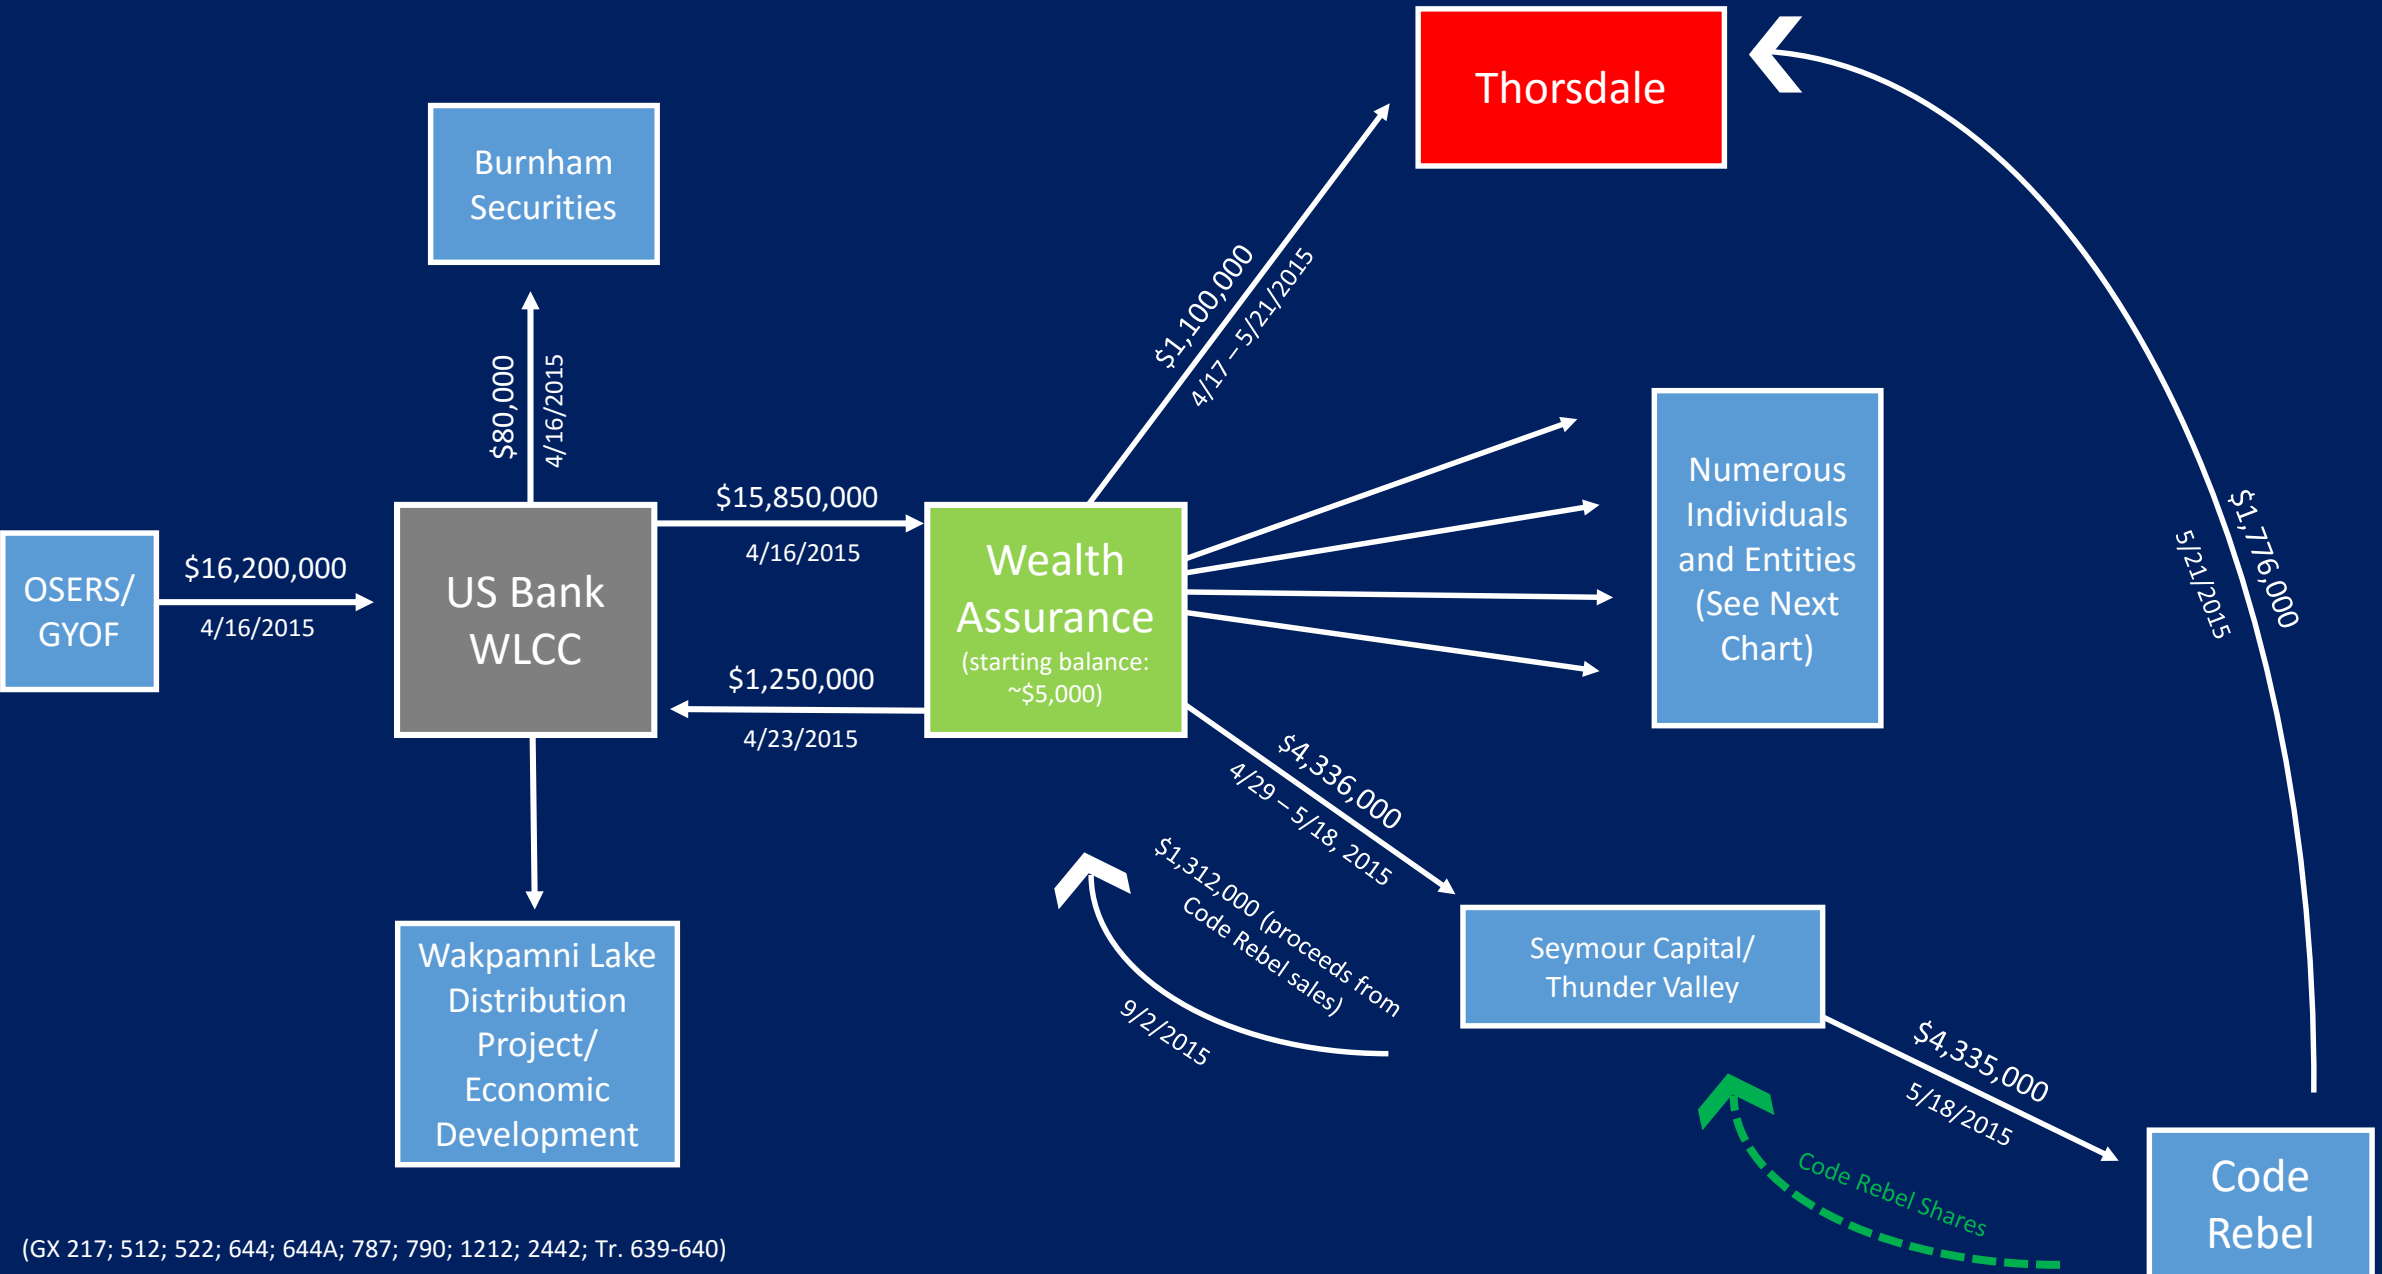 Thorsdale
Burnham
Securities
$80,000
4/16/2015
$1,100,000
4/17 – 5/21/2015
$1,776,000
5/21/2015
OSERS/
GYOF
$16,200,000
4/16/2015
US Bank
WLCC
$15,850,000
4/16/2015
$1,250,000
4/23/2015
Wealth
Assurance
(starting balance:
~$5,000)
Numerous
Individuals
and Entities
(See Next
Chart)
$4,336,000
4/29 – 5/18, 2015
$1,312,000 (proceeds from
Code Rebel sales)
9/2/2015
Wakpamni Lake
Distribution
Project/
Economic
Development
Seymour Capital/
Thunder Valley
$4,335,000
5/18/2015
Code Rebel Shares
Code
Rebel
(GX 217; 512; 522; 644; 644A; 787; 790; 1212; 2442; Tr. 639-640)